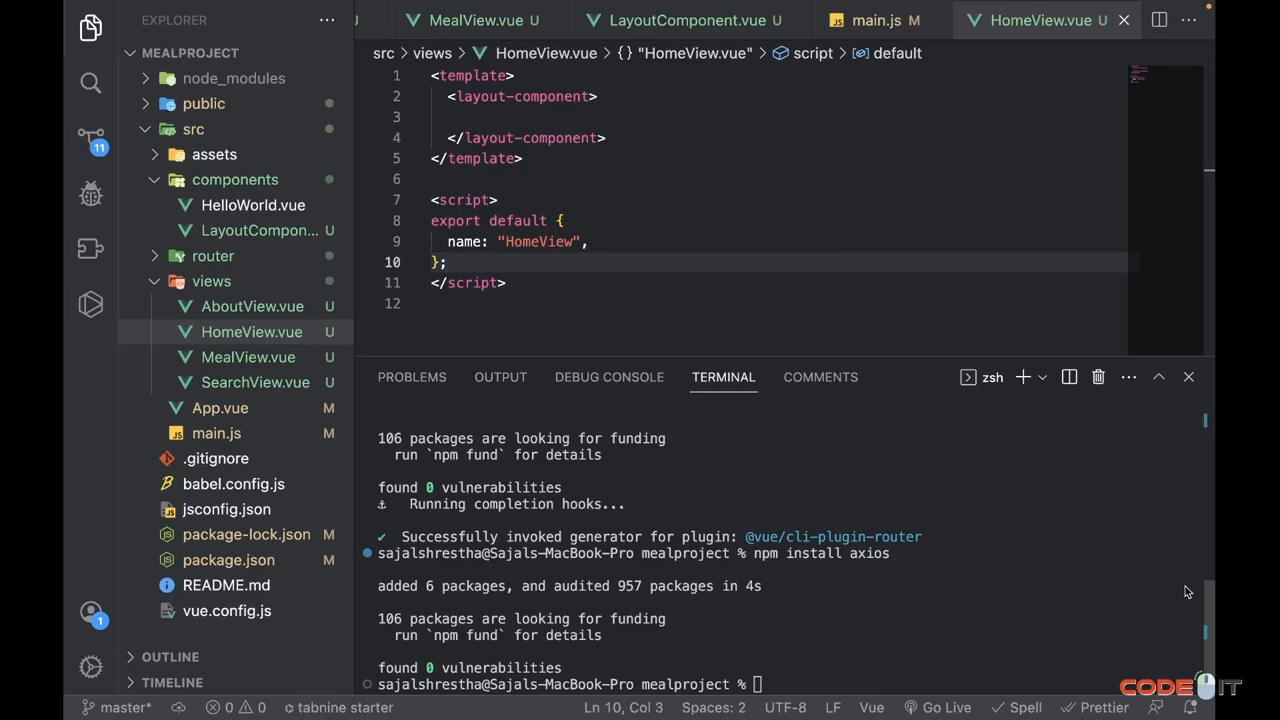 EXPLORER
MEALPROJECT
node_modules
public
src
assets
components
HelloWorld.vue
LayoutCompon... U
router
views
AboutView.vue U
HomeView.vue U
MealView.vue U
SearchView.vue U
App.vue M
main.js M
.gitignore
babel.config.js
jsconfig.json
package-lock.json
package.json
README.md
vue.config.js
OUTLINE
TIMELINE
11
1
U MealView.vue U LayoutComponent.vue U main.js M HomeView.vue U
src > views > HomeView.vue > {} "HomeView.vue" > script > default
1 <template>
2 <layout-component>
3
4 </layout-component>
5 </template>
6
7 <script>
8 export default {
9 name: "HomeView",
10 };
11 </script>
12
PROBLEMS OUTPUT DEBUG CONSOLE TERMINAL COMMENTS zsh
106 packages are looking for funding
run `npm fund` for details
found 0 vulnerabilities
Running completion hooks...
✔ Successfully invoked generator for plugin: @vue/cli-plugin-router
sajalshrestha@Sajals-MacBook-Pro mealproject % npm install axios
added 6 packages, and audited 957 packages in 4s
106 packages are looking for funding
run `npm fund` for details
found 0 vulnerabilities
sajalshrestha@Sajals-MacBook-Pro mealproject %
CODE IT
master* 0 0 tabnine starter Ln 10, Col 3 Spaces: 2 UTF-8 LF Vue Go Live Spell Prettier